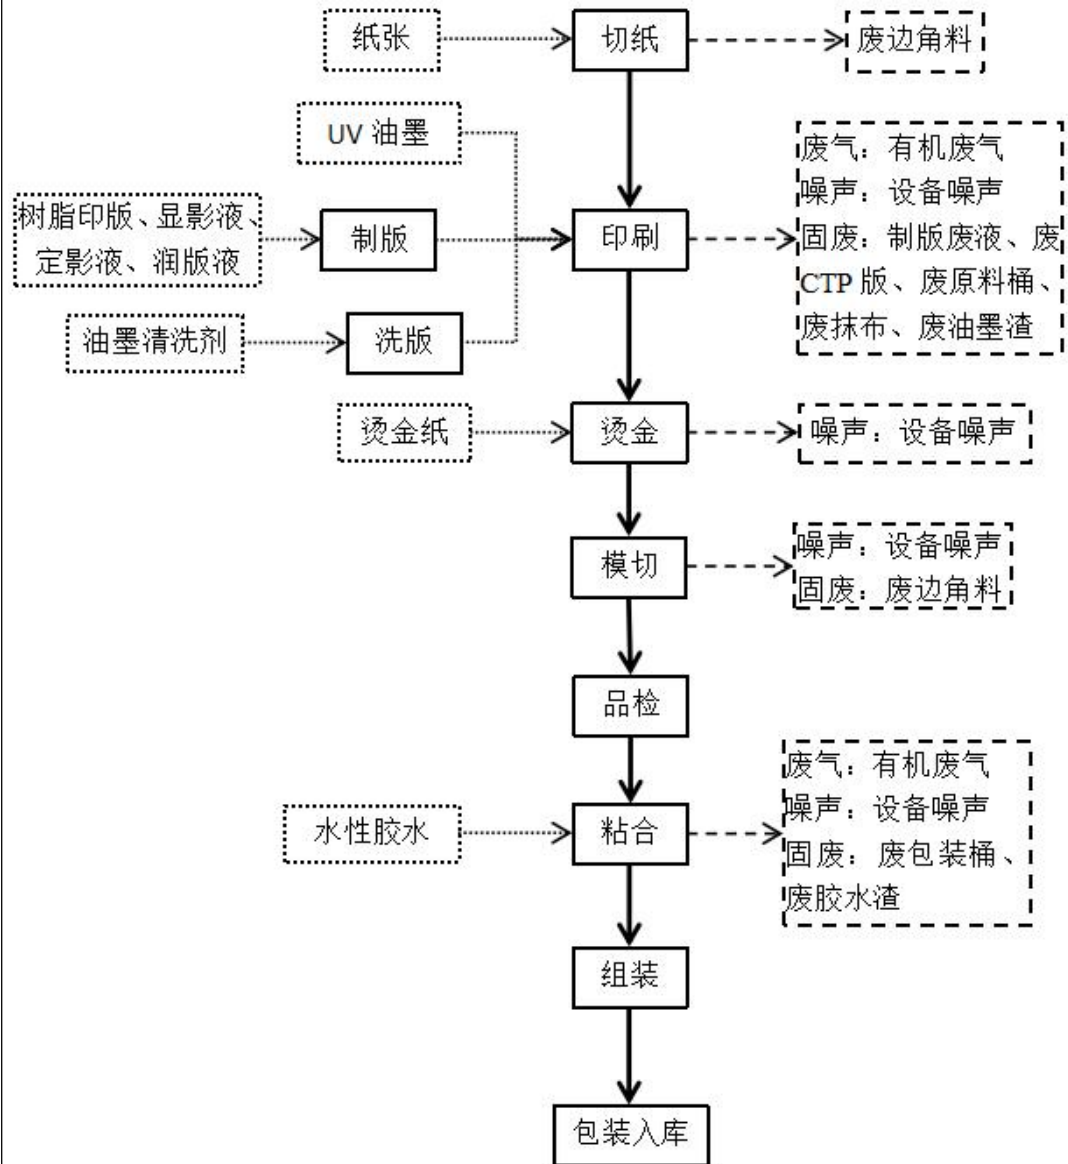 纸张
切纸
废边角料
UV 油墨
树脂印版、显影液、
定影液、润版液
制版
印刷
废气：有机废气
噪声：设备噪声
固废：制版废液、废
CTP 版、废原料桶、
废抹布、废油墨渣
油墨清洗剂
洗版
烫金纸
烫金
噪声：设备噪声
模切
噪声：设备噪声
固废：废边角料
品检
水性胶水
粘合
废气：有机废气
噪声：设备噪声
固废：废包装桶、
废胶水渣
组装
包装入库